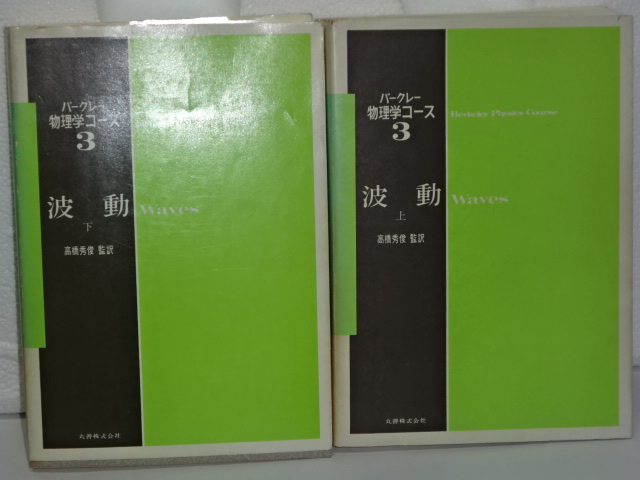 バークレー
物理学コース
3
波動
Waves
下
高橋秀俊 監訳
丸善株式会社
バークレー
物理学コース
3
Berkeley Physics Course
波動
Waves
上
高橋秀俊 監訳
丸善株式会社